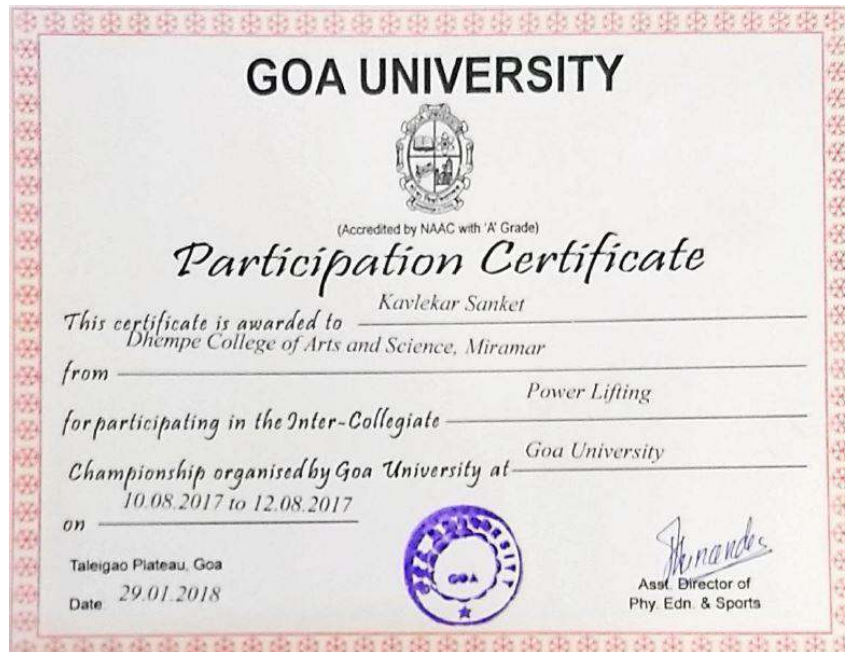 GOA UNIVERSITY
(Accredited by NAAC with 'A' Grade)
Participation Certificate
Kavlekar Sanket
This certificate is awarded to
Dhempe College of Arts and Science, Miramar
from
Power Lifting
for participating in the Inter-Collegiate
Goa University
Championship organised by Goa University at
10.08.2017 to 12.08.2017
on
GOA UNIVERSITY
GOA
Taleigao Plateau, Goa
Date 29.01.2018
Asst. Director of
Phy. Edn. & Sports